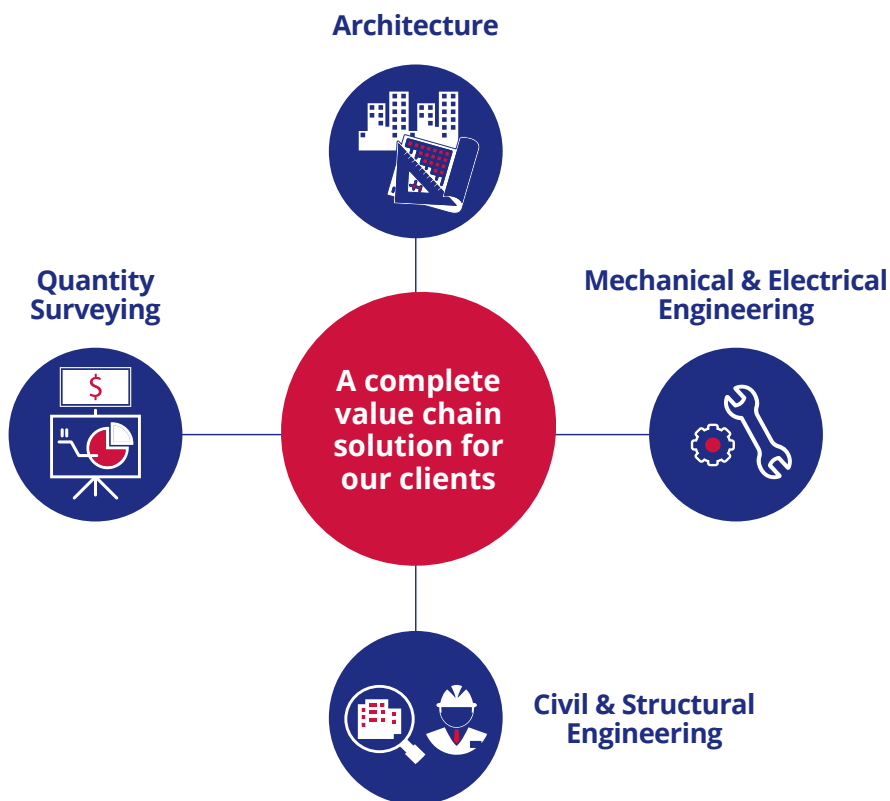 Architecture
Quantity
Surveying
Mechanical & Electrical
Engineering
$
A complete
value chain
solution for
our clients
Civil & Structural
Engineering